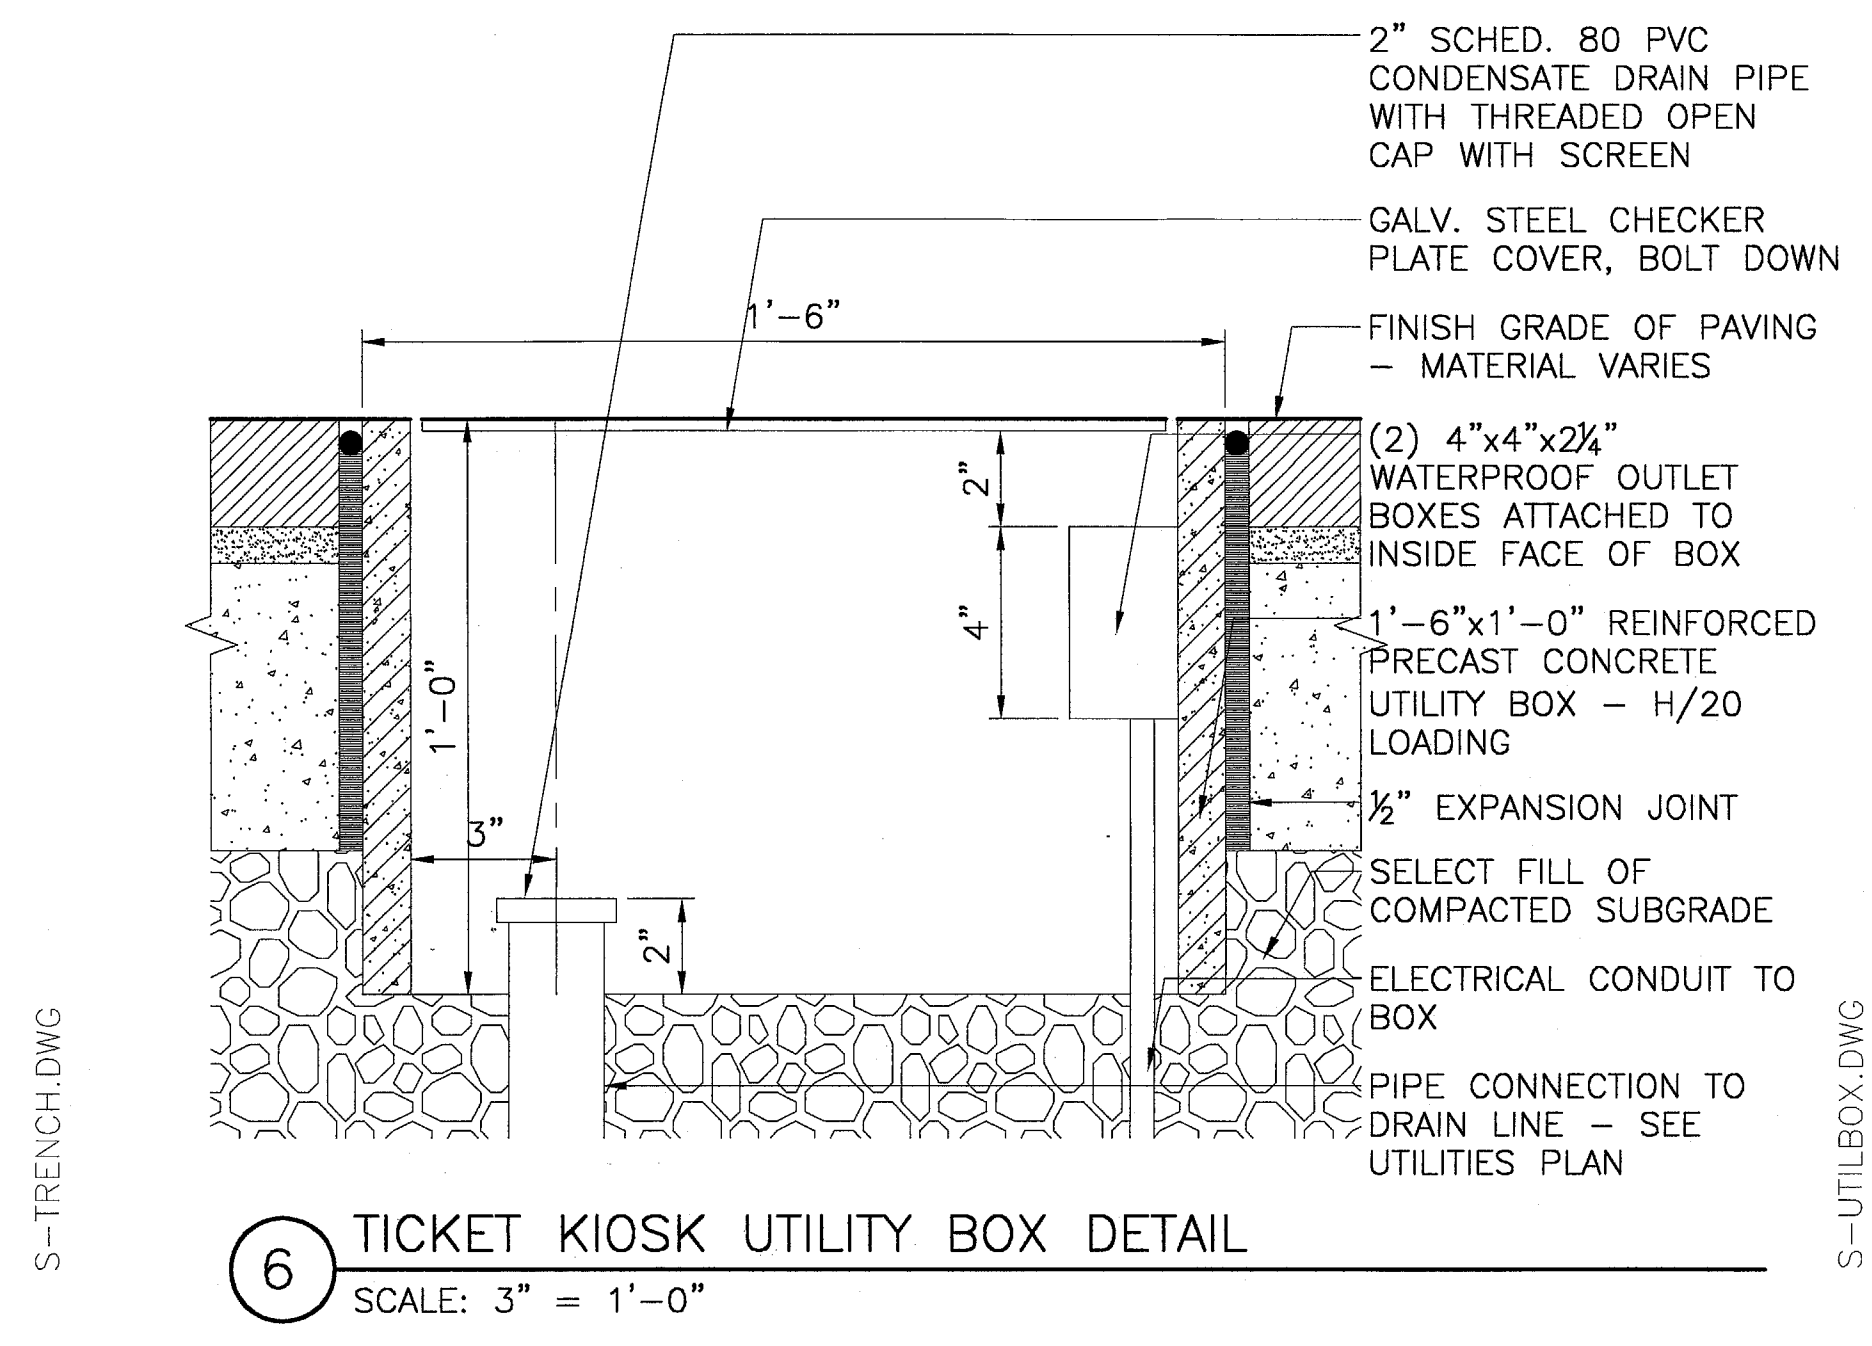 2" SCHED. 80 PVC
CONDENSATE DRAIN PIPE
WITH THREADED OPEN
CAP WITH SCREEN
GALV. STEEL CHECKER
PLATE COVER, BOLT DOWN
1'-6"
FINISH GRADE OF PAVING
- MATERIAL VARIES
(2) 4"x4"x2¼"
WATERPROOF OUTLET
BOXES ATTACHED TO
INSIDE FACE OF BOX
2"
4"
1'-0"
3"
2"
1'-6"x1'-0" REINFORCED
PRECAST CONCRETE
UTILITY BOX - H/20
LOADING
½" EXPANSION JOINT
SELECT FILL OF
COMPACTED SUBGRADE
ELECTRICAL CONDUIT TO
BOX
PIPE CONNECTION TO
DRAIN LINE - SEE
UTILITIES PLAN
S-TRENCH.DWG
S-UTILBOX.DWG
6
TICKET KIOSK UTILITY BOX DETAIL
SCALE: 3" = 1'-0"